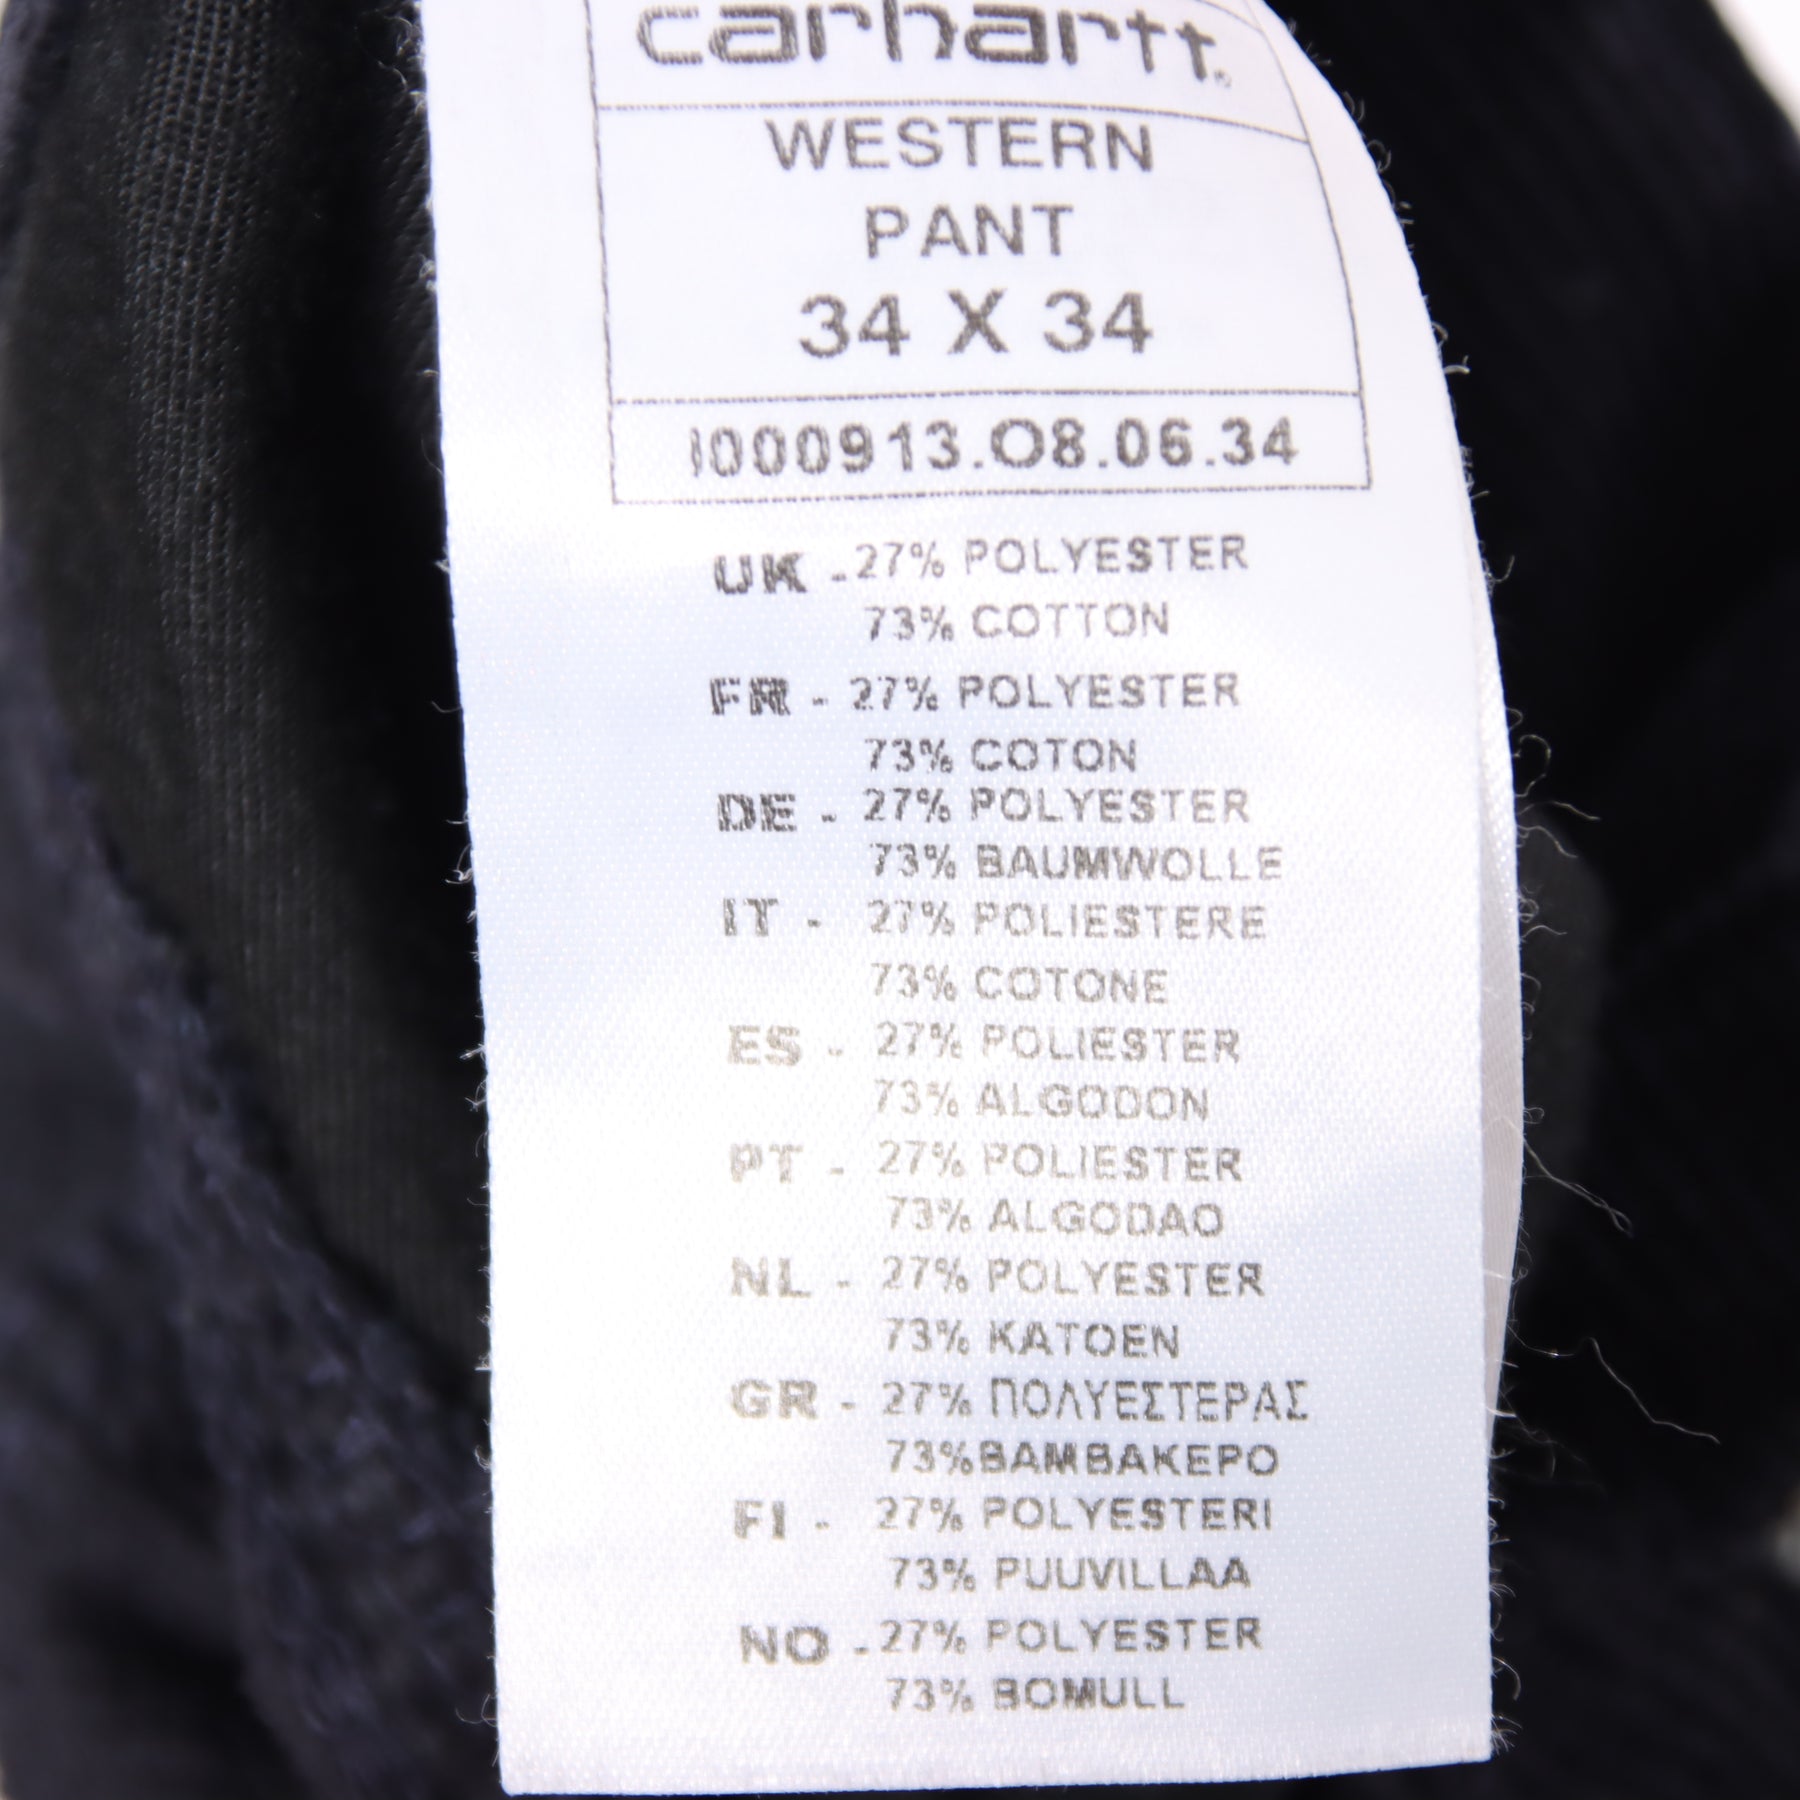 carhartt®
WESTERN
PANT
34 X 34
I000913.O8.06.34
UK - 27% POLYESTER
73% COTTON
FR - 27% POLYESTER
73% COTON
DE - 27% POLYESTER
73% BAUMWOLLE
IT - 27% POLIESTERE
73% COTONE
ES - 27% POLIESTER
73% ALGODON
PT - 27% POLIESTER
73% ALGODAO
NL - 27% POLYESTER
73% KATOEN
GR - 27% ΠΟΛΥΕΣΤΕΡΑΣ
73%ΒΑΜΒΑΚΕΡΟ
FI - 27% POLYESTERI
73% PUUVILLAA
NO - 27% POLYESTER
73% BOMULL